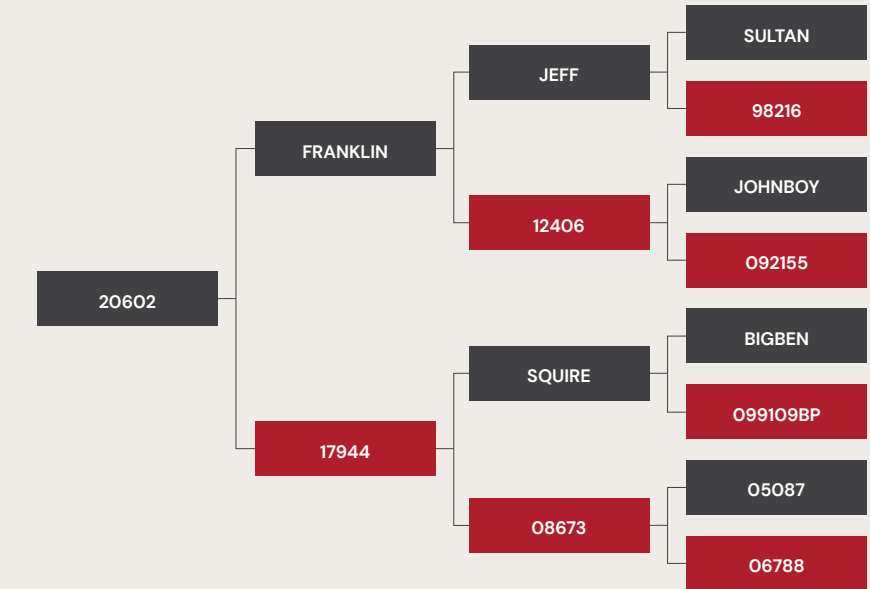 SULTAN
JEFF
98216
FRANKLIN
JOHNBOY
12406
092155
20602
BIGBEN
SQUIRE
099109BP
17944
05087
08673
06788